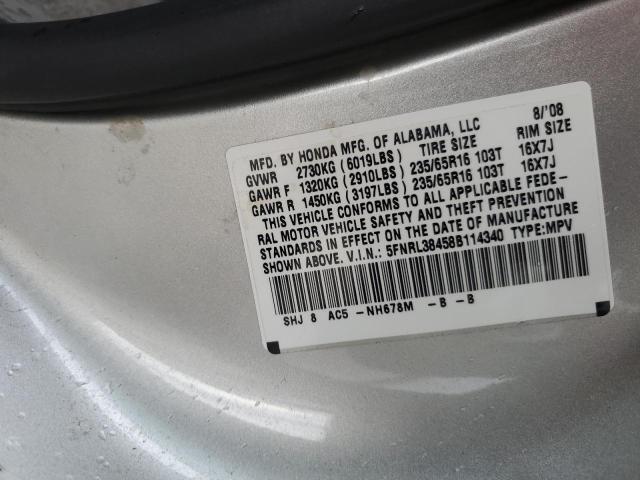 MFD. BY HONDA MFG. OF ALABAMA, LLC 8/'08
GVWR 2730KG (6019LBS) TIRE SIZE RIM SIZE
GAWR F 1320KG (2910LBS) 235/65R16 103T 16X7J
GAWR R 1450KG (3197LBS) 235/65R16 103T 16X7J
THIS VEHICLE CONFORMS TO ALL APPLICABLE FEDE-
RAL MOTOR VEHICLE SAFETY AND THEFT PREVENTION
STANDARDS IN EFFECT ON THE DATE OF MANUFACTURE
SHOWN ABOVE. V.I.N.: 5FNRL38458B114340 TYPE:MPV
SHJ 8 AC5 -NH678M -B -B